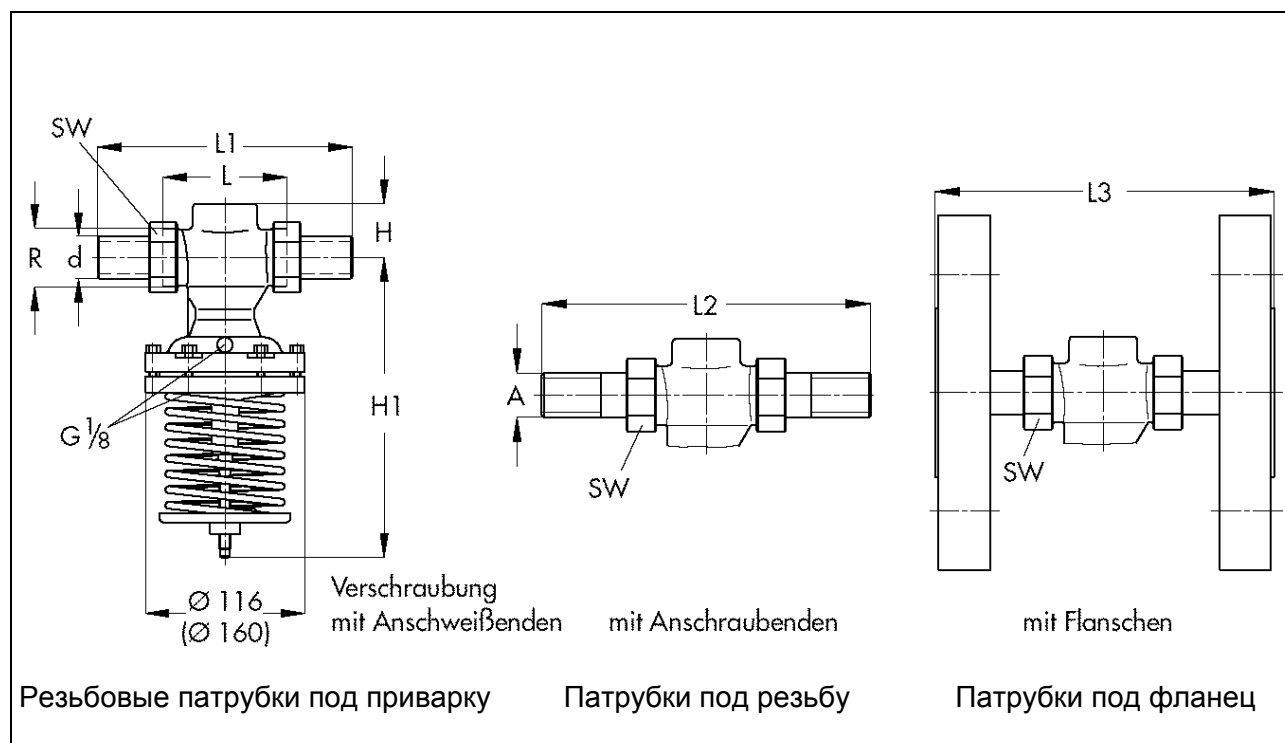 SW
L1
L
H
R
d
H1
G 1/8
Ø 116
(Ø 160)
Verschraubung
mit Anschweißenden
Резьбовые патрубки под приварку
L2
A
SW
mit Anschraubenden
Патрубки под резьбу
L3
SW
mit Flanschen
Патрубки под фланец